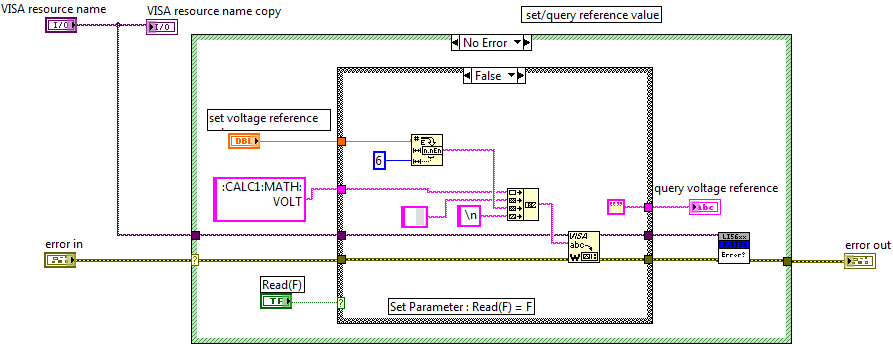 VISA resource name
VISA resource name copy
set/query reference value
I/O
I/O
No Error
False
set voltage reference
DBL
#
n.nEn
6
:CALC1:MATH:
VOLT
\n
""
query voltage reference
abc
VISA
abc
W
LIS6xx
Error?
error in
error out
?
Read(F)
TF
?
Set Parameter : Read(F) = F